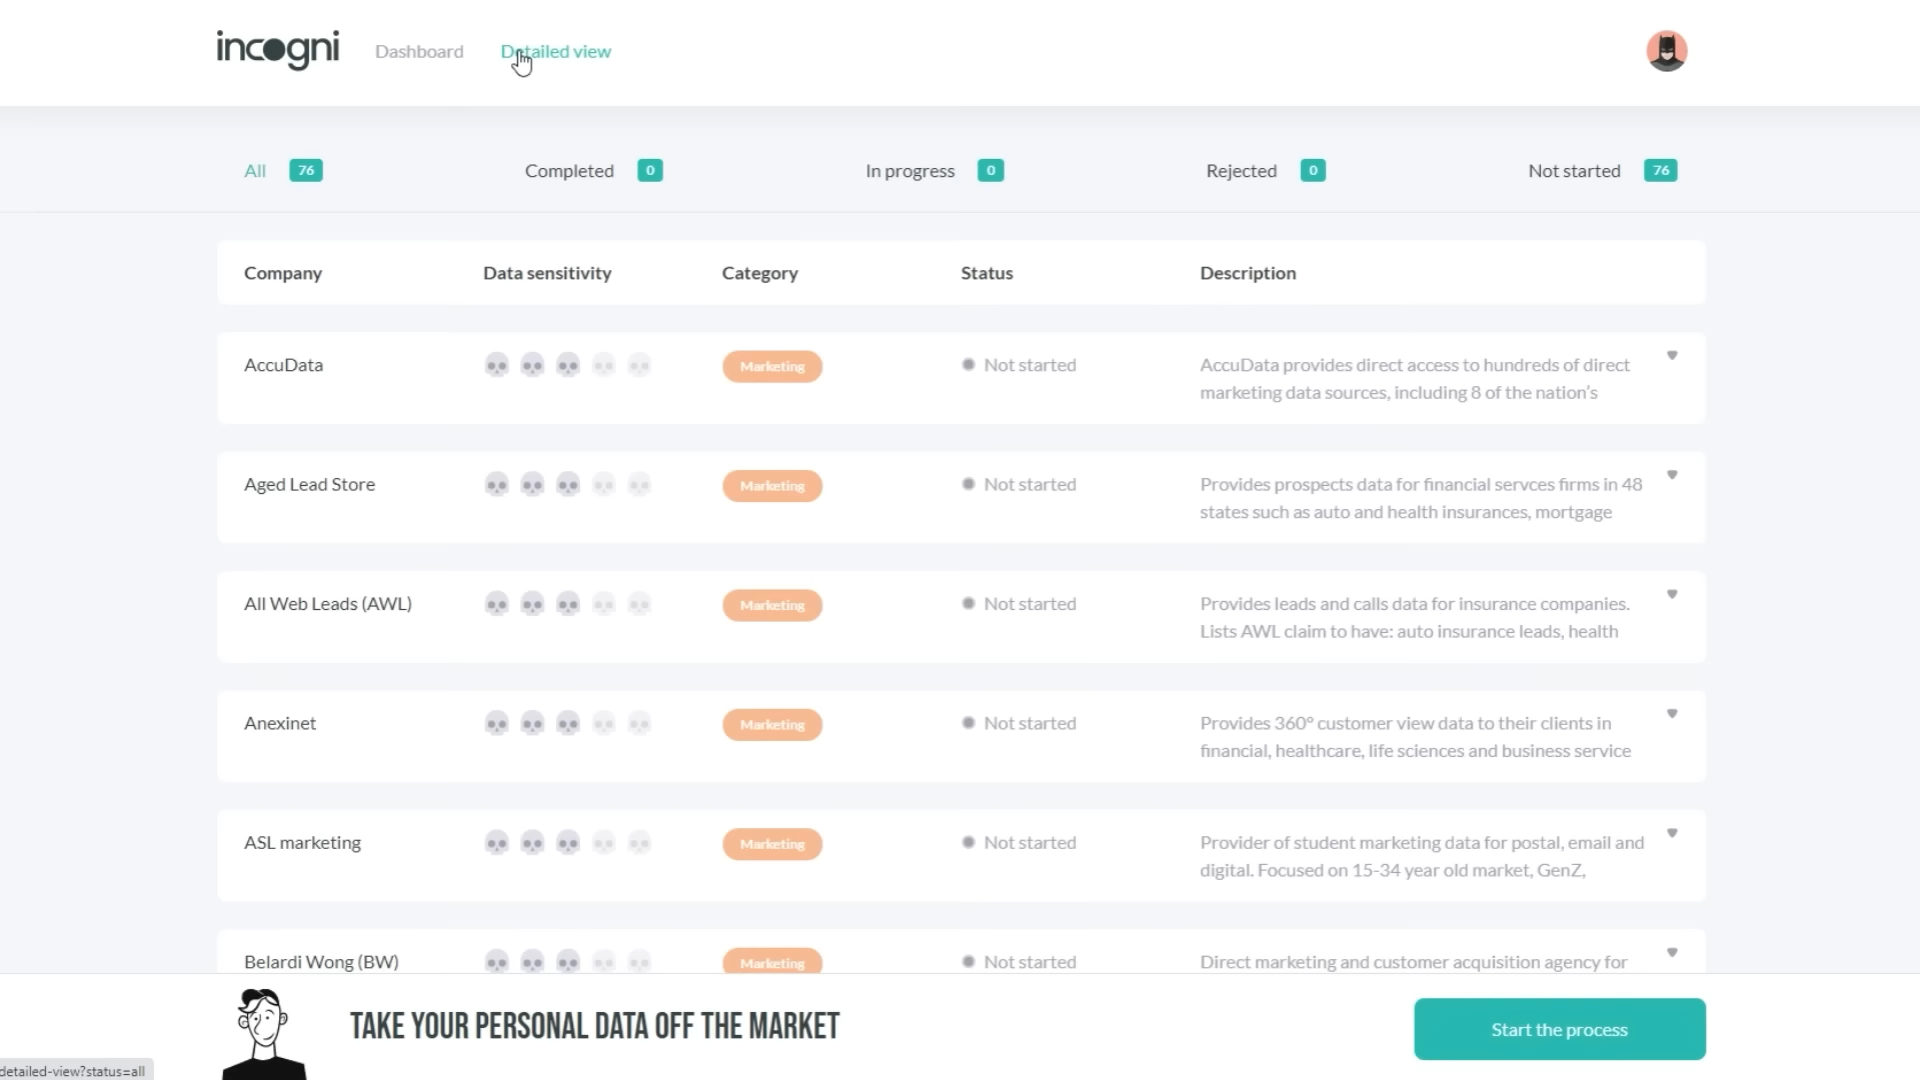 incogni Dashboard Detailed view
All 76 Completed 0 In progress 0 Rejected 0 Not started 76
Company Data sensitivity Category Status Description
AccuData Marketing Not started AccuData provides direct access to hundreds of direct
marketing data sources, including 8 of the nation's
Aged Lead Store Marketing Not started Provides prospects data for financial servces firms in 48
states such as auto and health insurances, mortgage
All Web Leads (AWL) Marketing Not started Provides leads and calls data for insurance companies.
Lists AWL claim to have: auto insurance leads, health
Anexinet Marketing Not started Provides 360° customer view data to their clients in
financial, healthcare, life sciences and business service
ASL marketing Marketing Not started Provider of student marketing data for postal, email and
digital. Focused on 15-34 year old market, GenZ,
Belardi Wong (BW) Marketing Not started Direct marketing and customer acquisition agency for
TAKE YOUR PERSONAL DATA OFF THE MARKET Start the process
detailed-view?status=all